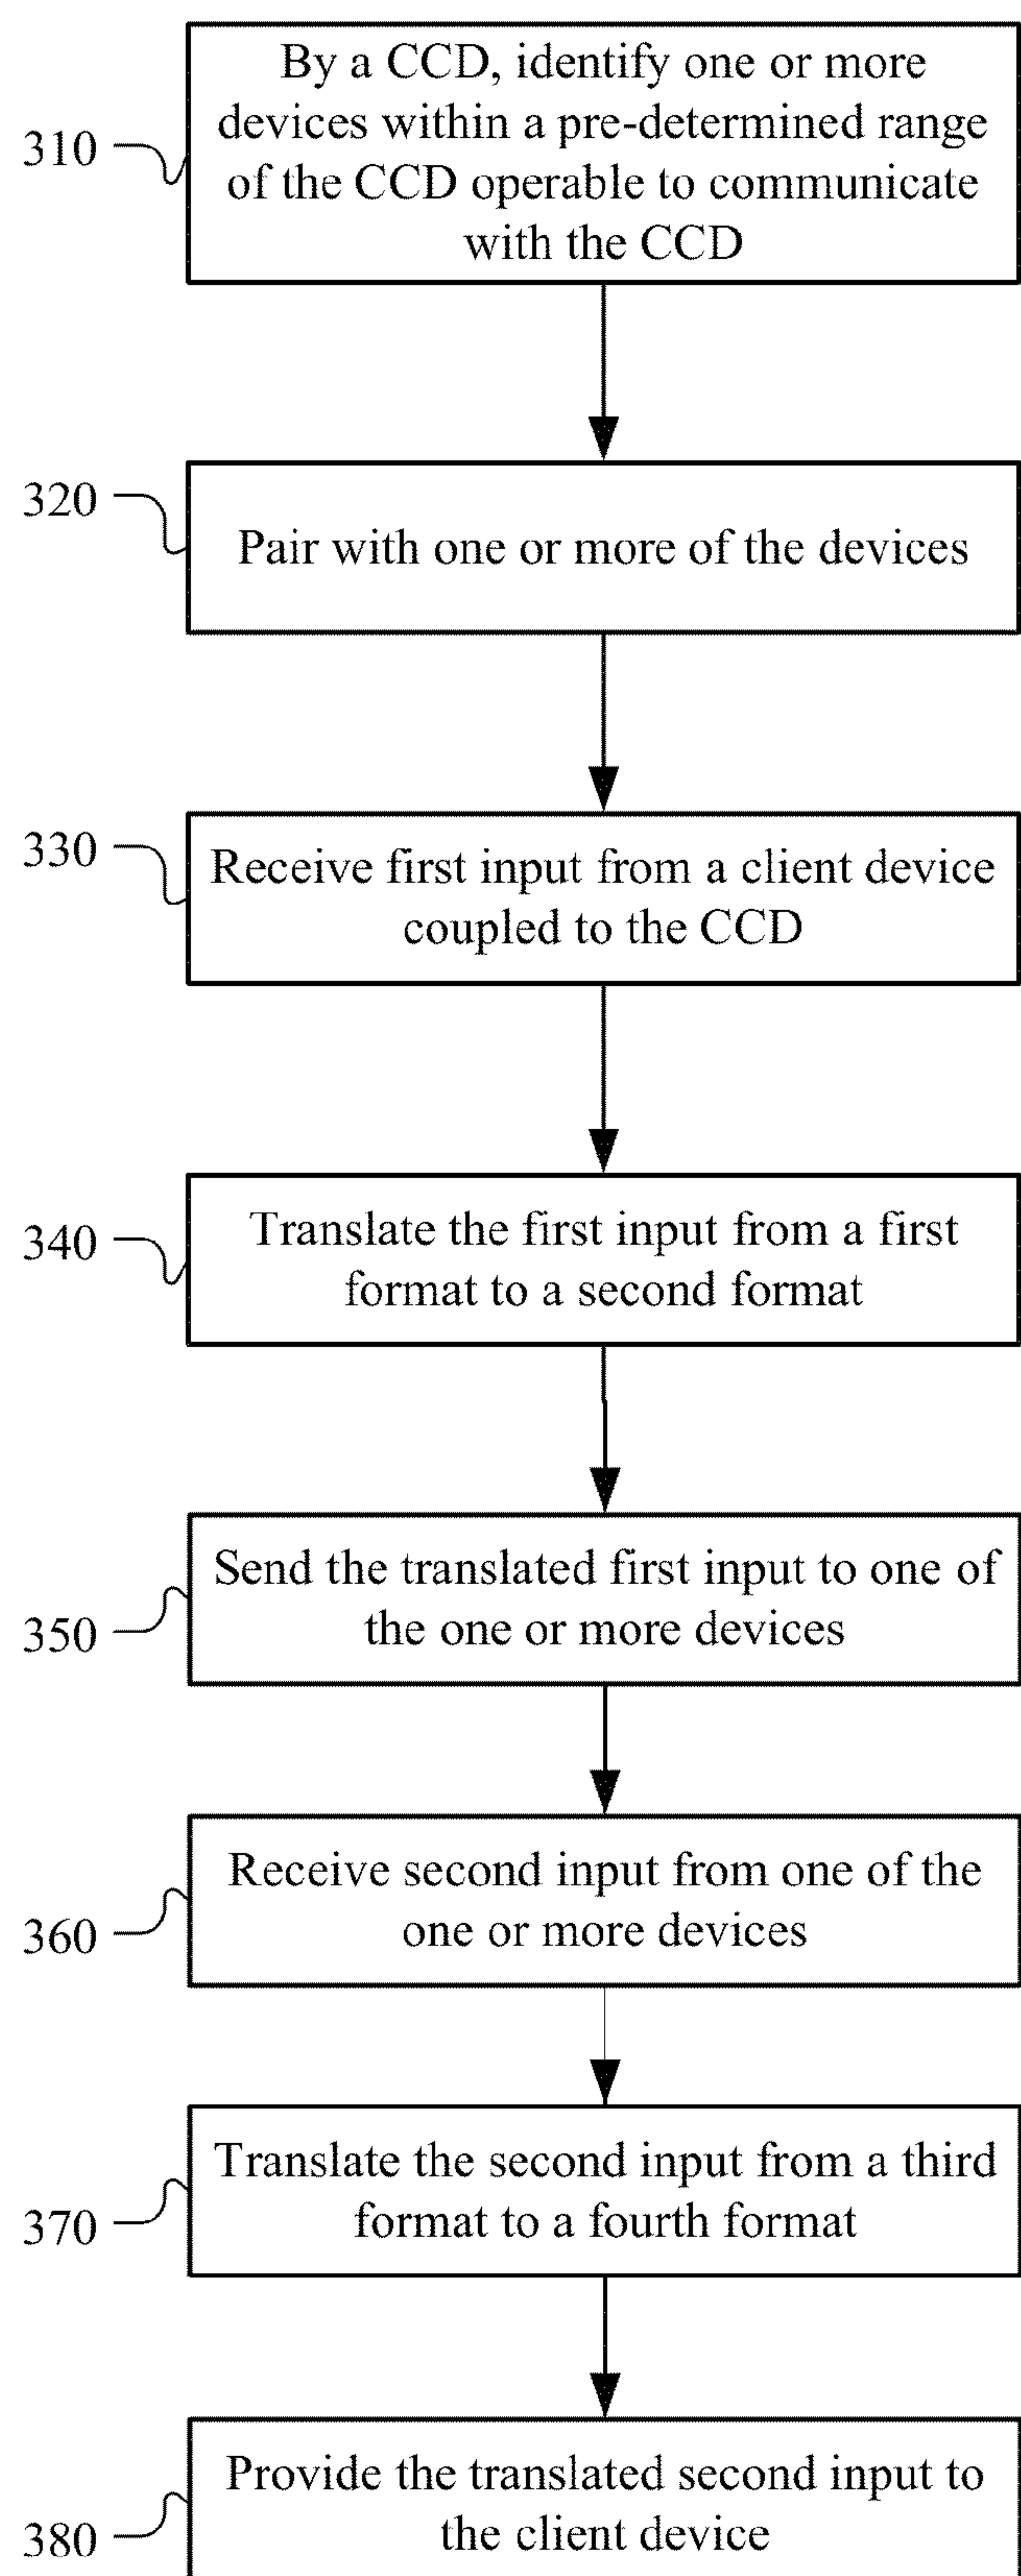 By a CCD, identify one or more
devices within a pre-determined range
of the CCD operable to communicate
with the CCD
310
320
Pair with one or more of the devices
330
Receive first input from a client device
coupled to the CCD
340
Translate the first input from a first
format to a second format
350
Send the translated first input to one of
the one or more devices
360
Receive second input from one of the
one or more devices
370
Translate the second input from a third
format to a fourth format
380
Provide the translated second input to
the client device